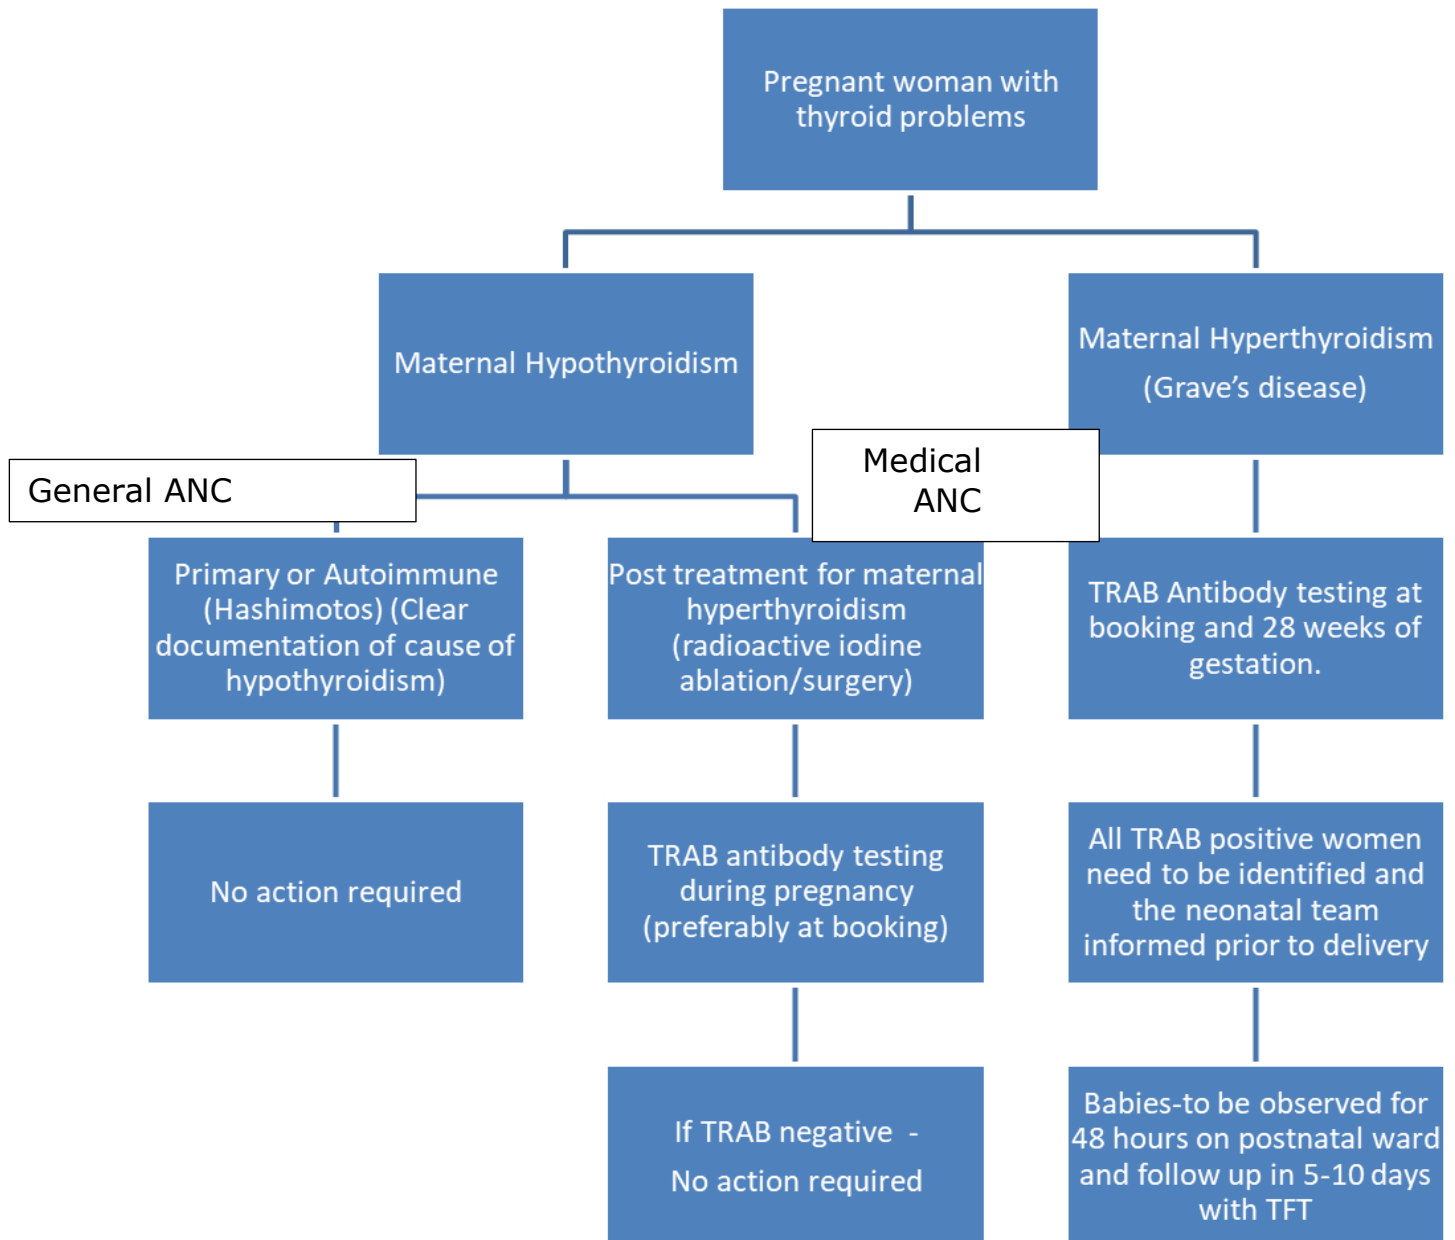 Pregnant woman with
thyroid problems
Maternal Hypothyroidism
Maternal Hyperthyroidism
(Grave’s disease)
General ANC
Medical
ANC
Primary or Autoimmune
(Hashimotos) (Clear
documentation of cause of
hypothyroidism)
Post treatment for maternal
hyperthyroidism
(radioactive iodine
ablation/surgery)
TRAB Antibody testing at
booking and 28 weeks of
gestation.
No action required
TRAB antibody testing
during pregnancy
(preferably at booking)
All TRAB positive women
need to be identified and
the neonatal team
informed prior to delivery
If TRAB negative -
No action required
Babies-to be observed for
48 hours on postnatal ward
and follow up in 5-10 days
with TFT